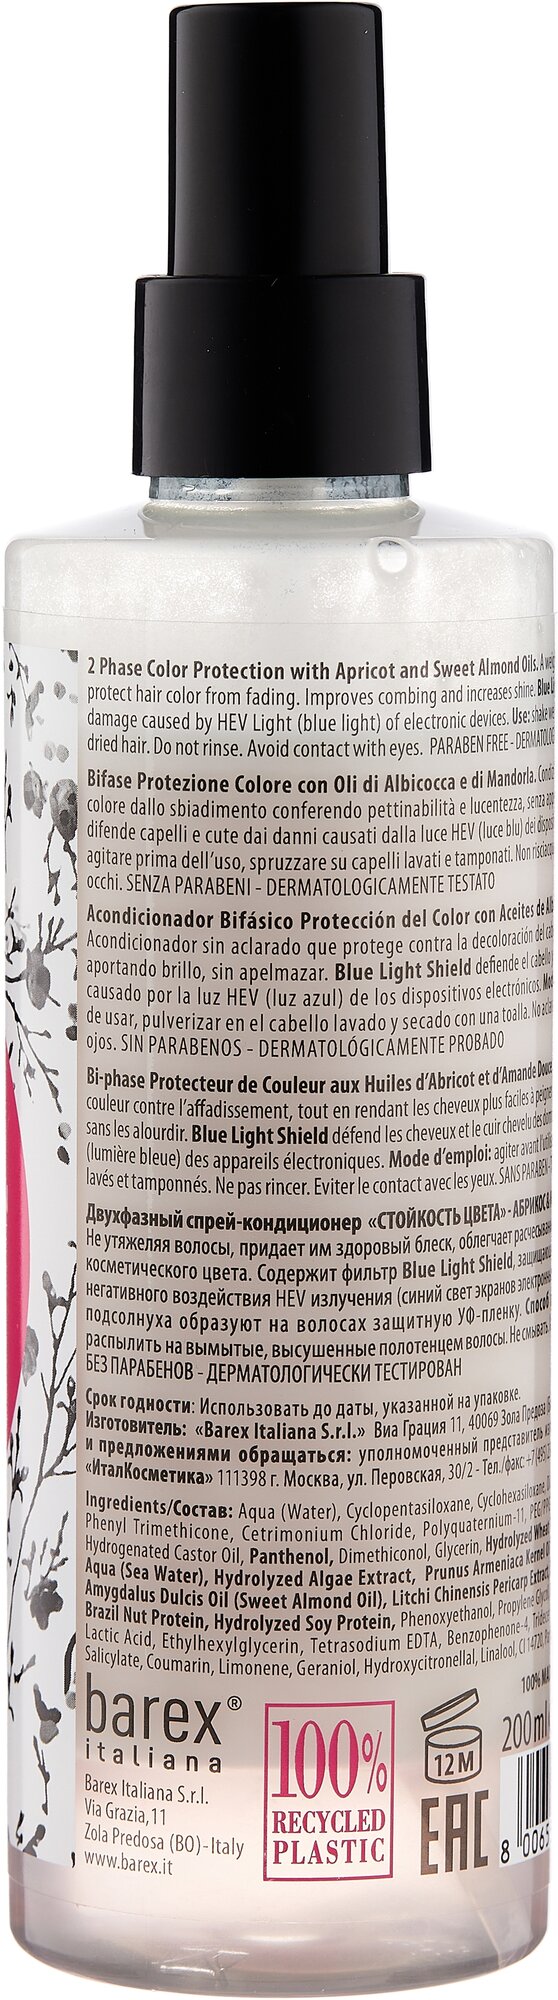 2 Phase Color Protection with Apricot and Sweet Almond Oils. A
protect hair color from fading. Improves combing and increases shine. Blue
damage caused by HEV Light (blue light) of electronic devices. Use: shake
dried hair. Do not rinse. Avoid contact with eyes. PARABEN FREE -
Bifase Protezione Colore con Oli di Albicocca e di Mandorla.
colore dallo sbiadimento conferendo pettinabilità e lucentezza, senza
difende capelli e cute dai danni causati dalla luce HEV (luce blu) dei
agitare prima dell'uso, spruzzare su capelli lavati e tamponati. Non
occhi. SENZA PARABENI - DERMATOLOGICAMENTE TESTATO
Acondicionador Bifásico Protección del Color con Aceites de
Acondicionador sin aclarado que protege contra la decoloración del
aportando brillo, sin apelmazar. Blue Light Shield defiende el cabello
causado por la luz HEV (luz azul) de los dispositivos electrónicos.
de usar, pulverizar en el cabello lavado y secado con una toalla. No
ojos. SIN PARABENOS - DERMATOLÓGICAMENTE PROBADO
Bi-phase Protecteur de Couleur aux Huiles d'Abricot et d'Amande Douce
couleur contre l'affadissement, tout en rendant les cheveux plus faciles à
sans les alourdir. Blue Light Shield défend les cheveux et le cuir chevelu des
(lumière bleue) des appareils électroniques. Mode d'emploi: agiter avant
lavés et tamponnés. Ne pas rincer. Eviter le contact avec les yeux. SANS
Двухфазный спрей-кондиционер «СТОЙКОСТЬ ЦВЕТА» - АБРИКОС
Не утяжеляя волосы, придает им здоровый блеск, облегчает
косметического цвета. Содержит фильтр Blue Light Shield,
негативного воздействия HEV излучения (синий свет экранов
подсолнуха образуют на волосах защитную УФ-пленку. Способ
распылить на вымытые, высушенные полотенцем волосы. Не смывать.
БЕЗ ПАРАБЕНОВ - ДЕРМАТОЛОГИЧЕСКИ ТЕСТИРОВАН
Срок годности: Использовать до даты, указанной на упаковке.
Изготовитель: «Barex Italiana S.r.l.» Виа Грация 11, 40069 Зола Предоза
и предложениями обращаться: уполномоченный представитель
«ИталКосметика» 111398 г. Москва, ул. Перовская, 30/2 - Тел./факс:
Ingredients/Состав: Aqua (Water), Cyclopentasiloxane, Cyclohexasiloxane,
Phenyl Trimethicone, Cetrimonium Chloride, Polyquaternium-11,
Hydrogenated Castor Oil, Panthenol, Dimethiconol, Glycerin, Hydrolyzed
Aqua (Sea Water), Hydrolyzed Algae Extract, Prunus Armeniaca Kernel
Amygdalus Dulcis Oil (Sweet Almond Oil), Litchi Chinensis Pericarp Extract,
Brazil Nut Protein, Hydrolyzed Soy Protein, Phenoxyethanol, Propylene
Lactic Acid, Ethylhexylglycerin, Tetrasodium EDTA, Benzophenone-4,
Salicylate, Coumarin, Limonene, Geraniol, Hydroxycitronellal, Linalool,
barex®
italiana
Barex Italiana S.r.l.
Via Grazia,11
Zola Predosa (BO)-Italy
www.barex.it
100%
RECYCLED
PLASTIC
12M
EAC
100%
200
8 0065